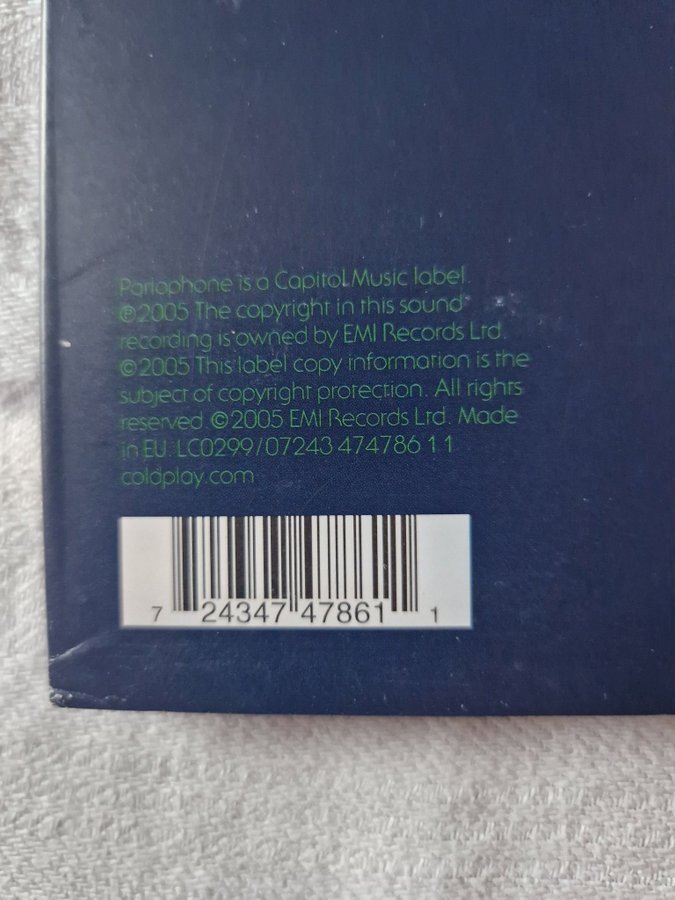 Parlophone is a Capitol Music label
℗2005 The copyright in this sound
recording is owned by EMI Records Ltd.
©2005 This label copy information is the
subject of copyright protection. All rights
reserved ©2005 EMI Records Ltd. Made
in EU. LC0299/07243 474786 1 1
coldplay.com
7 24347 47861 1